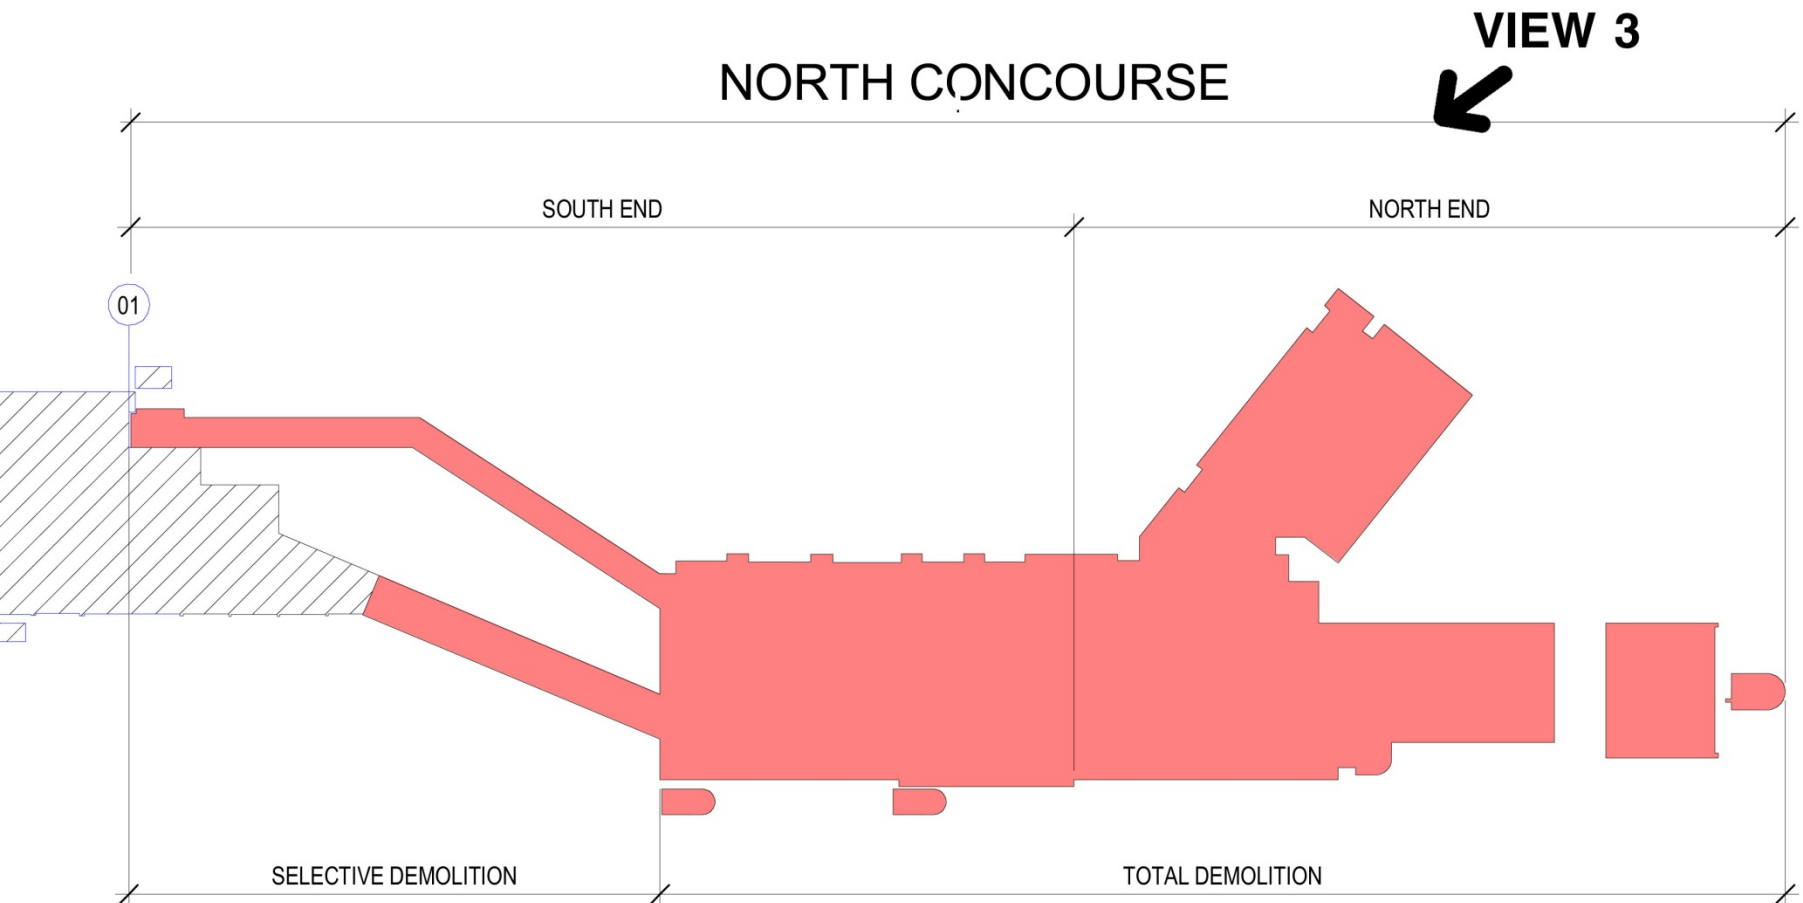 VIEW 3
NORTH CONCOURSE
SOUTH END
NORTH END
01
SELECTIVE DEMOLITION
TOTAL DEMOLITION